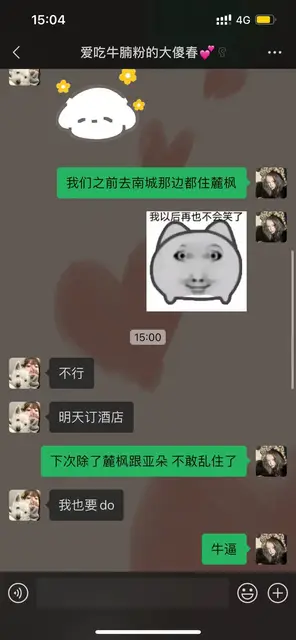 15:04
4G
爱吃牛腩粉的大傻春💕
我们之前去南城那边都住麓枫
我以后再也不会笑了
15:00
不行
明天订酒店
下次除了麓枫跟亚朵 不敢乱住了
我也要 do
牛逼